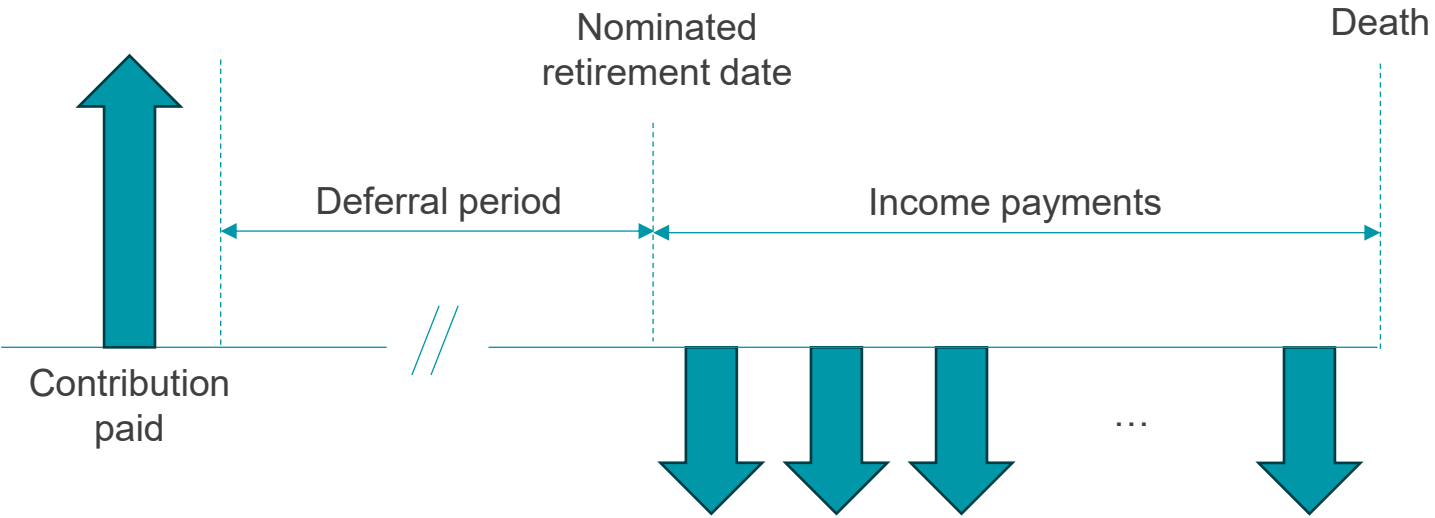 Nominated
retirement date
Death
Deferral period
Income payments
Contribution
paid
…